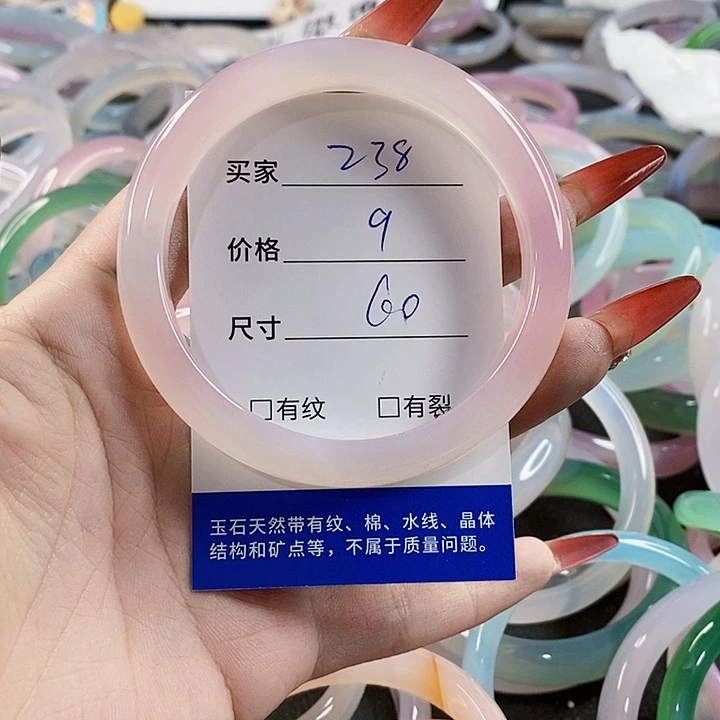 买家 238
价格 9
尺寸 60
□有纹 □有裂
玉石天然带有纹、棉、水线、晶体
结构和矿点等，不属于质量问题。